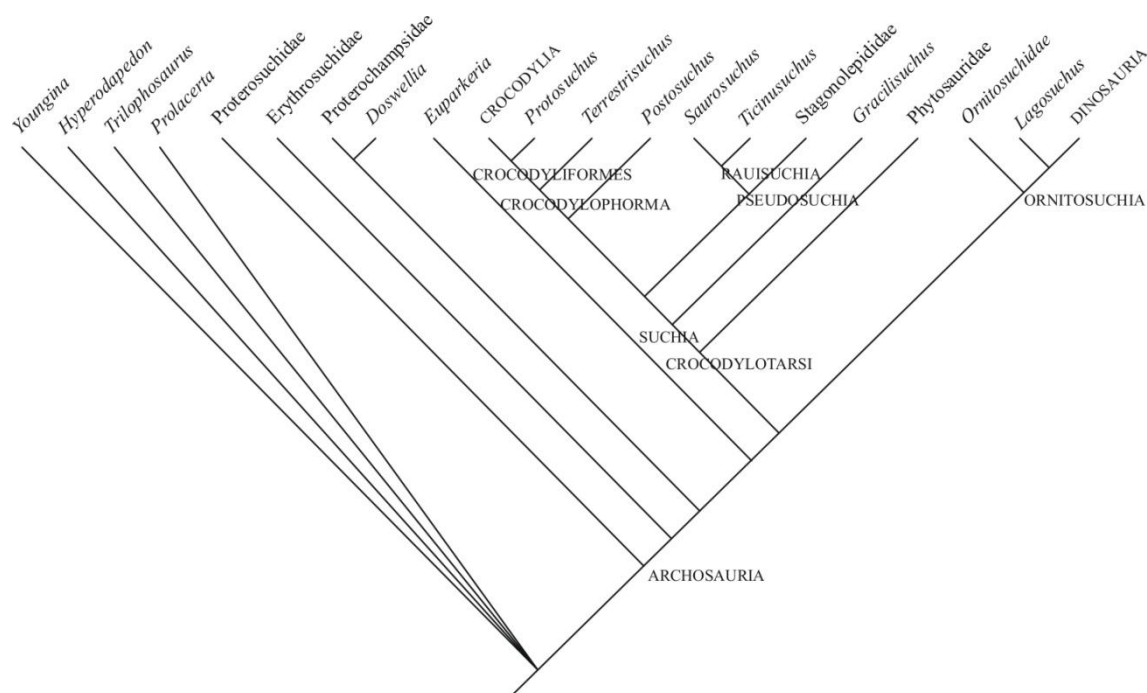 Youngina
Hyperodapedon
Trilophosaurus
Prolacerta
Proterosuchidae
Erythrosuchidae
Proterochampsidae
Doswellia
Euparkeria
CROCODYLIA
Protosuchus
Terrestrisuchus
Postosuchus
Saurosuchus
Ticinusuchus
Stagonolepididae
Gracilisuchus
Phytosauridae
Ornitosuchidae
Lagosuchus
DINOSAURIA
CROCODYLIFORMES
RAUISUCHIA
CROCODYLOPHORMA
PSEUDOSUCHIA
ORNITOSUCHIA
SUCHIA
CROCODYLOTARSI
ARCHOSAURIA